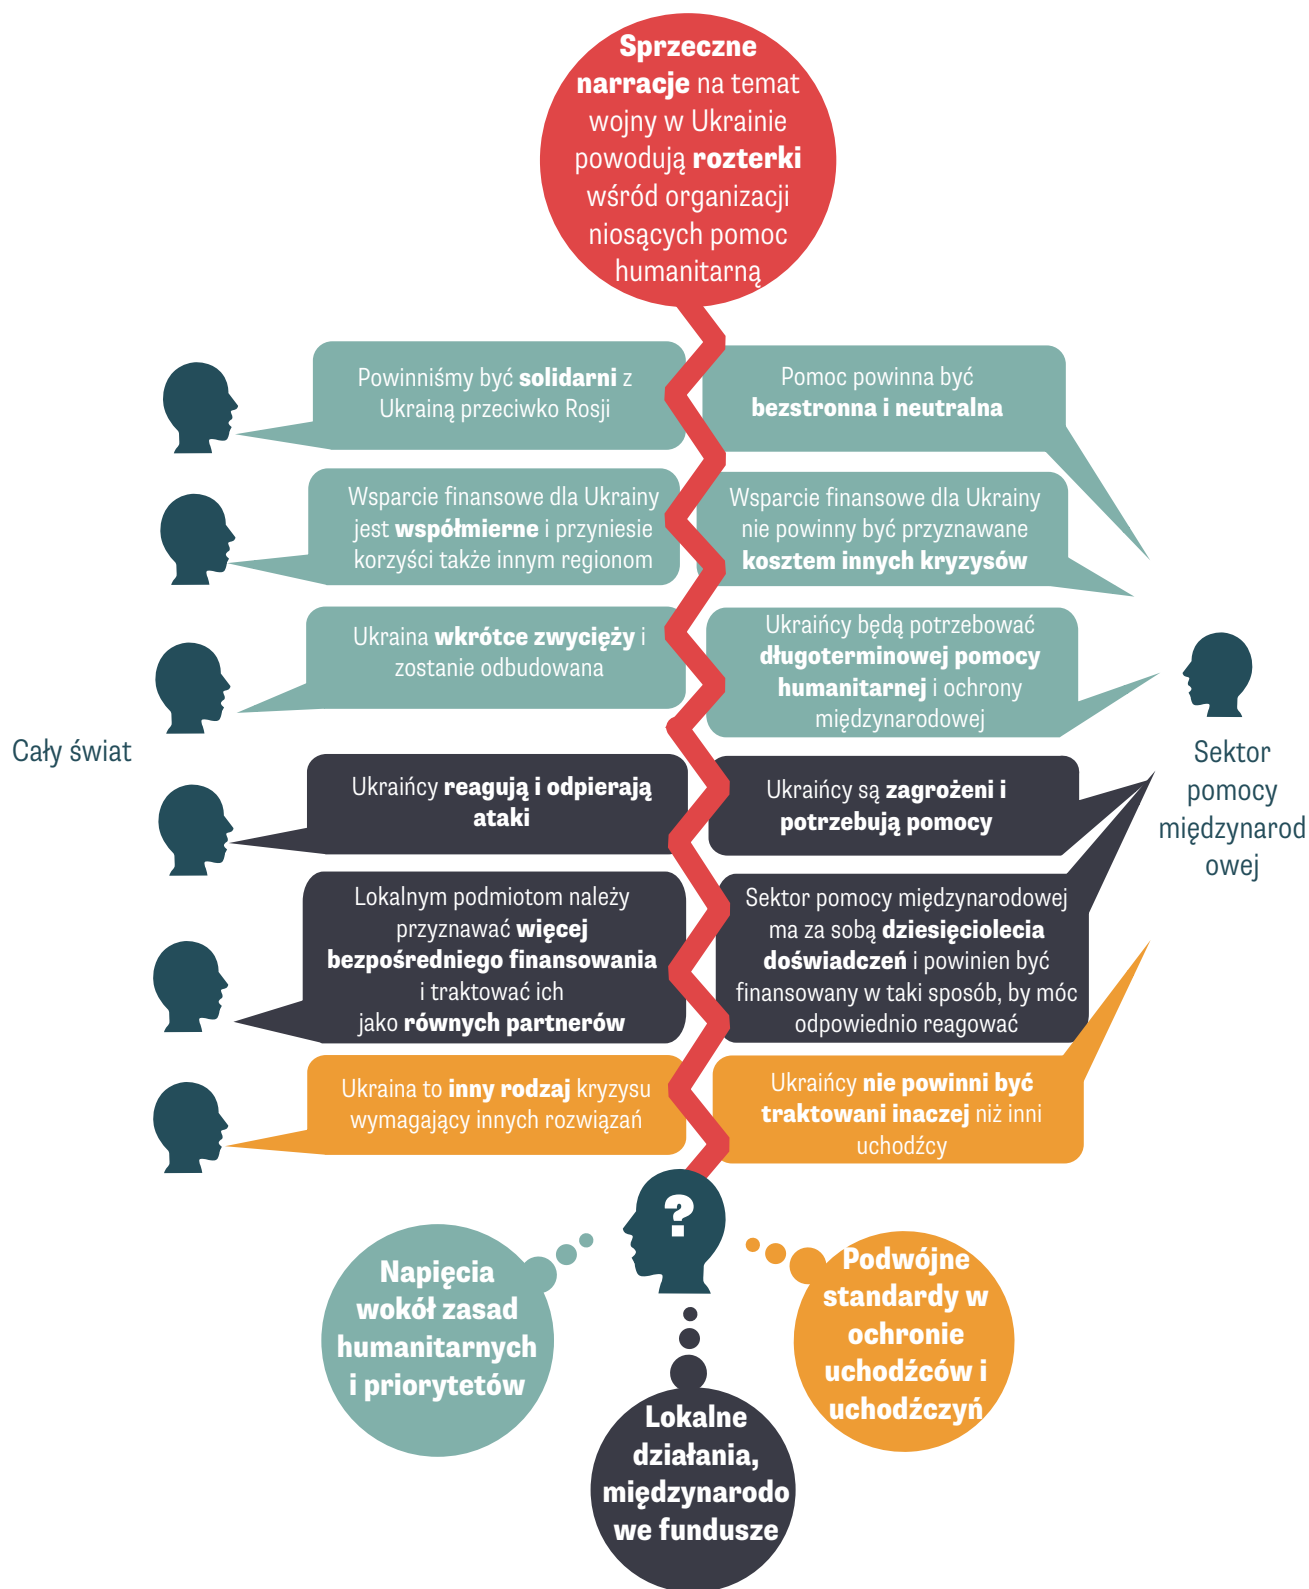 Sprzeczne
narracje na temat
wojny w Ukrainie
powodują rozterki
wśród organizacji
niosących pomoc
humanitarną
Powinniśmy być solidarni z
Ukrainą przeciwko Rosji
Pomoc powinna być
bezstronna i neutralna
Wsparcie finansowe dla Ukrainy
jest współmierne i przyniesie
korzyści także innym regionom
Wsparcie finansowe dla Ukrainy
nie powinny być przyznawane
kosztem innych kryzysów
Ukraina wkrótce zwycięży i
zostanie odbudowana
Ukraińcy będą potrzebować
długoterminowej pomocy
humanitarnej i ochrony
międzynarodowej
Cały świat
Sektor
pomocy
międzynarod
owej
Ukraińcy reagują i odpierają
ataki
Ukraińcy są zagrożeni i
potrzebują pomocy
Lokalnym podmiotom należy
przyznawać więcej
bezpośredniego finansowania
i traktować ich
jako równych partnerów
Sektor pomocy międzynarodowej
ma za sobą dziesięciolecia
doświadczeń i powinien być
finansowany w taki sposób, by móc
odpowiednio reagować
Ukraina to inny rodzaj kryzysu
wymagający innych rozwiązań
Ukraińcy nie powinni być
traktowani inaczej niż inni
uchodźcy
?
Napięcia
wokół zasad
humanitarnych
i priorytetów
Podwójne
standardy w
ochronie
uchodźców i
uchodźczyń
Lokalne
działania,
międzynarodo
we fundusze